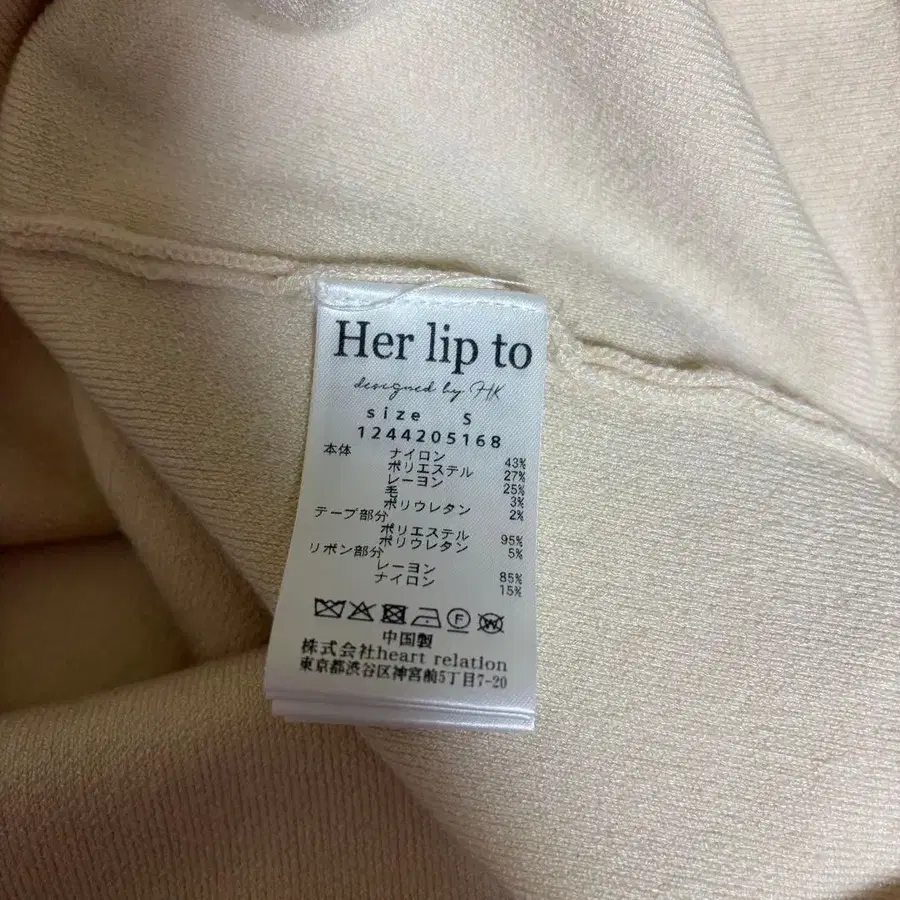 Her lip to
designed by HK
size S
1244205168
本体 ナイロン 43%
ポリエステル 27%
レーヨン 25%
毛 3%
ポリウレタン 2%
テープ部分
ポリエステル 95%
ポリウレタン 5%
リボン部分
レーヨン 85%
ナイロン 15%
F W
中国製
株式会社heart relation
東京都渋谷区神宮前5丁目7-20